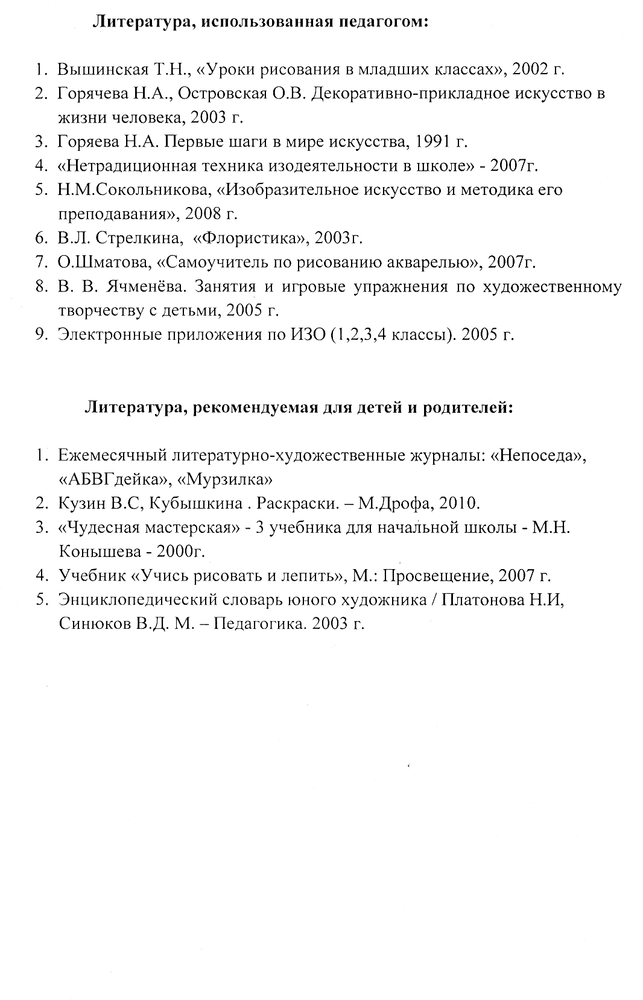 Литература, использованная педагогом:
1. Вышинская Т.Н., «Уроки рисования в младших классах», 2002 г.
2. Горячева Н.А., Островская О.В. Декоративно-прикладное искусство в
жизни человека, 2003 г.
3. Горяева Н.А. Первые шаги в мире искусства, 1991 г.
4. «Нетрадиционная техника изодеятельности в школе» - 2007г.
5. Н.М.Сокольникова, «Изобразительное искусство и методика его
преподавания», 2008 г.
6. В.Л. Стрелкина, «Флористика», 2003г.
7. О.Шматова, «Самоучитель по рисованию акварелью», 2007г.
8. В. В. Ячменёва. Занятия и игровые упражнения по художественному
творчеству с детьми, 2005 г.
9. Электронные приложения по ИЗО (1,2,3,4 классы). 2005 г.
Литература, рекомендуемая для детей и родителей:
1. Ежемесячный литературно-художественные журналы: «Непоседа»,
«АБВГдейка», «Мурзилка»
2. Кузин В.С, Кубышкина . Раскраски. – М.Дрофа, 2010.
3. «Чудесная мастерская» - 3 учебника для начальной школы - М.Н.
Конышева - 2000г.
4. Учебник «Учись рисовать и лепить», М.: Просвещение, 2007 г.
5. Энциклопедический словарь юного художника / Платонова Н.И,
Синюков В.Д. М. – Педагогика. 2003 г.